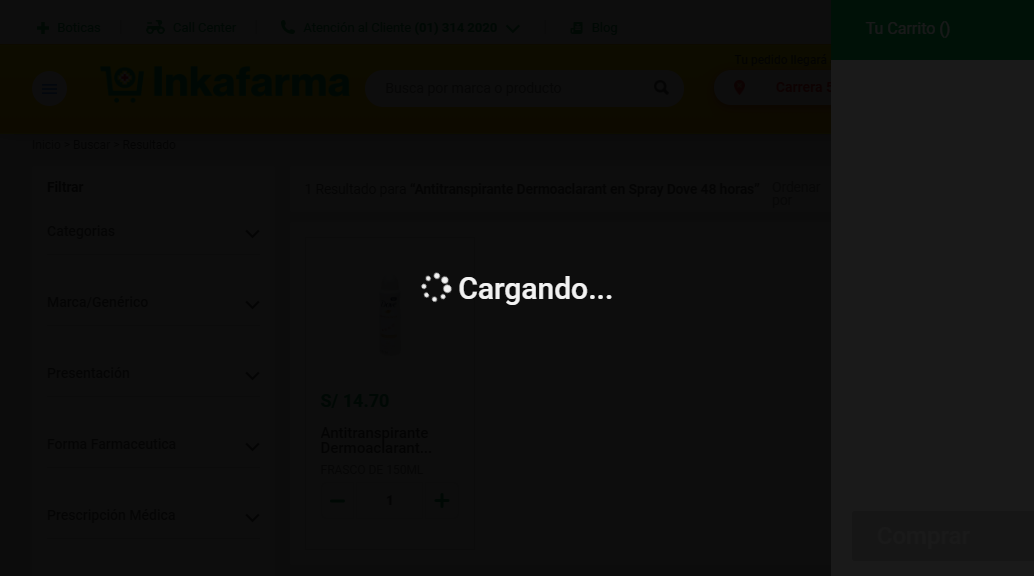 Boticas
Call Center
Atención al Cliente (01) 314 2020
Blog
Tu Carrito ()
Tu pedido llegará
Inkafarma
Busca por marca o producto
Carrera
Inicio > Buscar > Resultado
Filtrar
1 Resultado para "Antitranspirante Dermoaclarant en Spray Dove 48 horas"
Ordenar
por
Categorías
Cargando...
Marca/Genérico
Presentación
S/ 14.70
Antitranspirante
Dermoaclarant...
Forma Farmaceutica
FRASCO DE 150ML
1
Prescripción Médica
Comprar